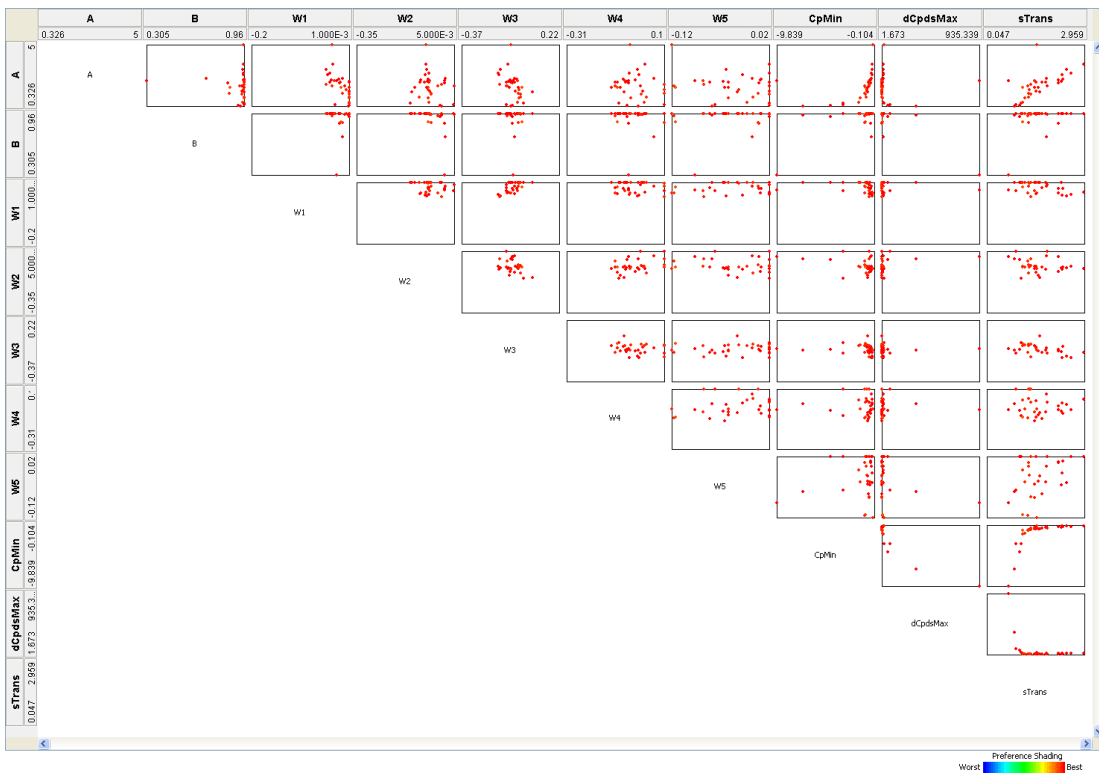 A B W1 W2 W3 W4 W5 CpMin dCpdsMax sTrans
0.326 5 0.305 0.96 -0.2 1.000E-3 -0.35 5.000E-3 -0.37 0.22 -0.31 0.1 -0.12 0.02 -9.839 -0.104 1.673 935.339 0.047 2.959
A 0.326 5
A
B 0.305 0.96
B
W1 -0.2 1.000...
W1
W2 -0.35 5.000...
W2
W3 -0.37 0.22
W3
W4 -0.31
W4
W5 -0.12 0.02
W5
CpMin -9.839 -0.104
CpMin
dCpdsMax 1.673 935.3...
dCpdsMax
sTrans 0.047 2.959
sTrans
Preference Shading
Worst Best